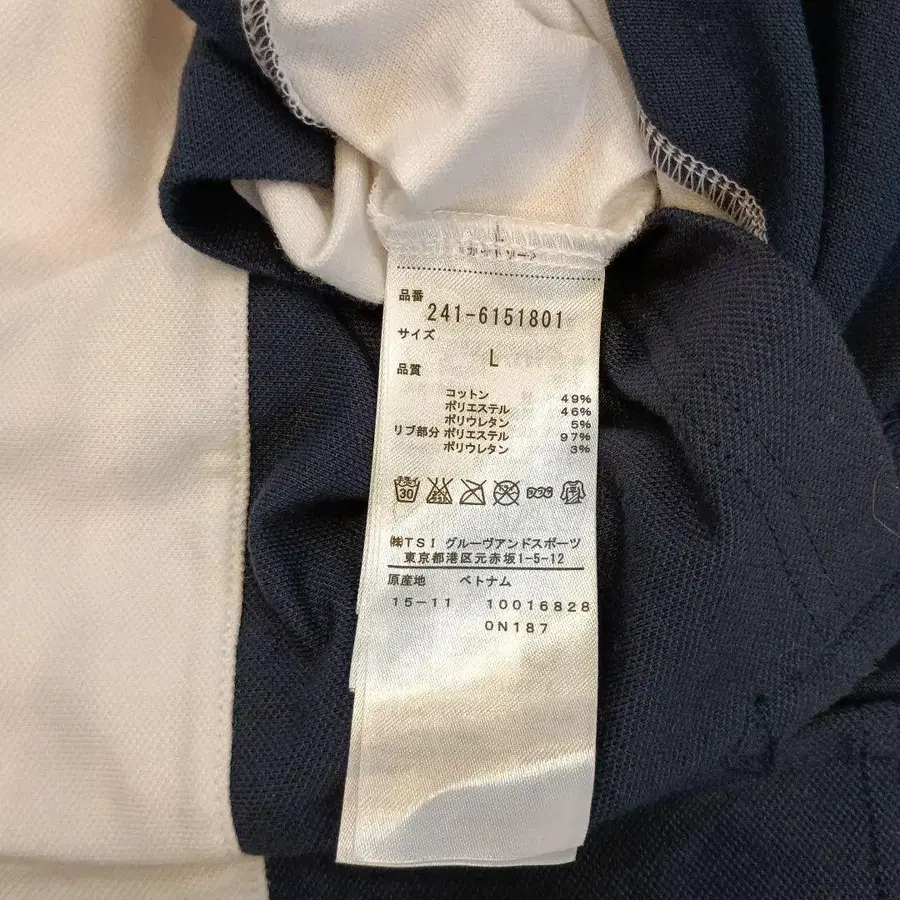 品番
241-6151801
サイズ
L
品質
コットン 49%
ポリエステル 46%
ポリウレタン 5%
リブ部分 ポリエステル 97%
ポリウレタン 3%
30
㈱TSI グルーヴアンドスポーツ
東京都港区元赤坂1-5-12
原産地 ベトナム
15-11 10016828
0N187